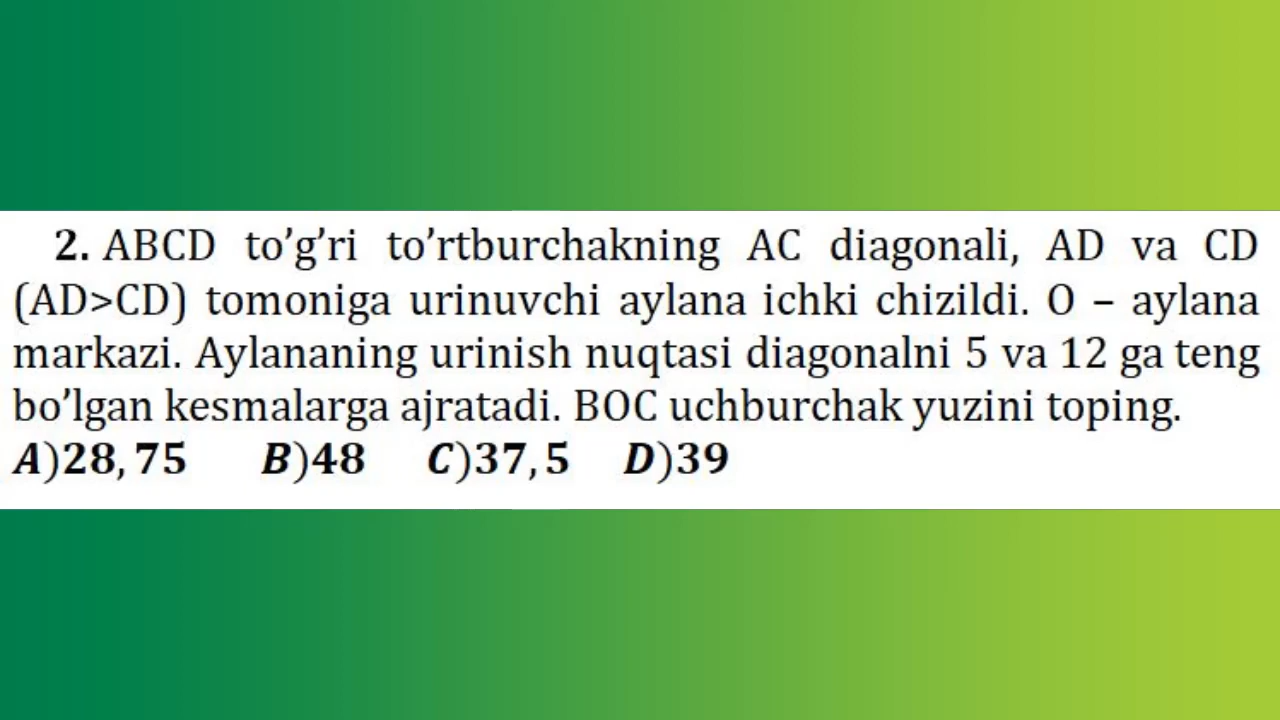 2. ABCD to’g’ri to’rtburchakning AC diagonali, AD va CD
(AD>CD) tomoniga urinuvchi aylana ichki chizildi. O – aylana
markazi. Aylananing urinish nuqtasi diagonalni 5 va 12 ga teng
bo’lgan kesmalarga ajratadi. BOC uchburchak yuzini toping.
A)28,75 B)48 C)37,5 D)39